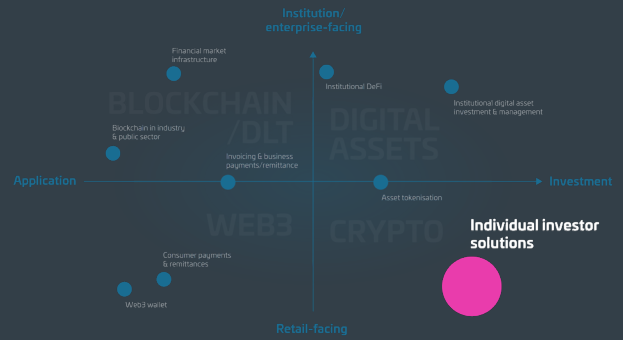 Institution/
enterprise-facing
Financial market
infrastructure
Institutional DeFi
Institutional digital asset
investment & management
BLOCKCHAIN
/DLT
DIGITAL
ASSETS
Blockchain in industry
& public sector
Invoicing & business
payments/remittance
Application
Investment
Asset tokenisation
WEB3
CRYPTO
Individual investor
solutions
Consumer payments
& remittances
Web3 wallet
Retail-facing